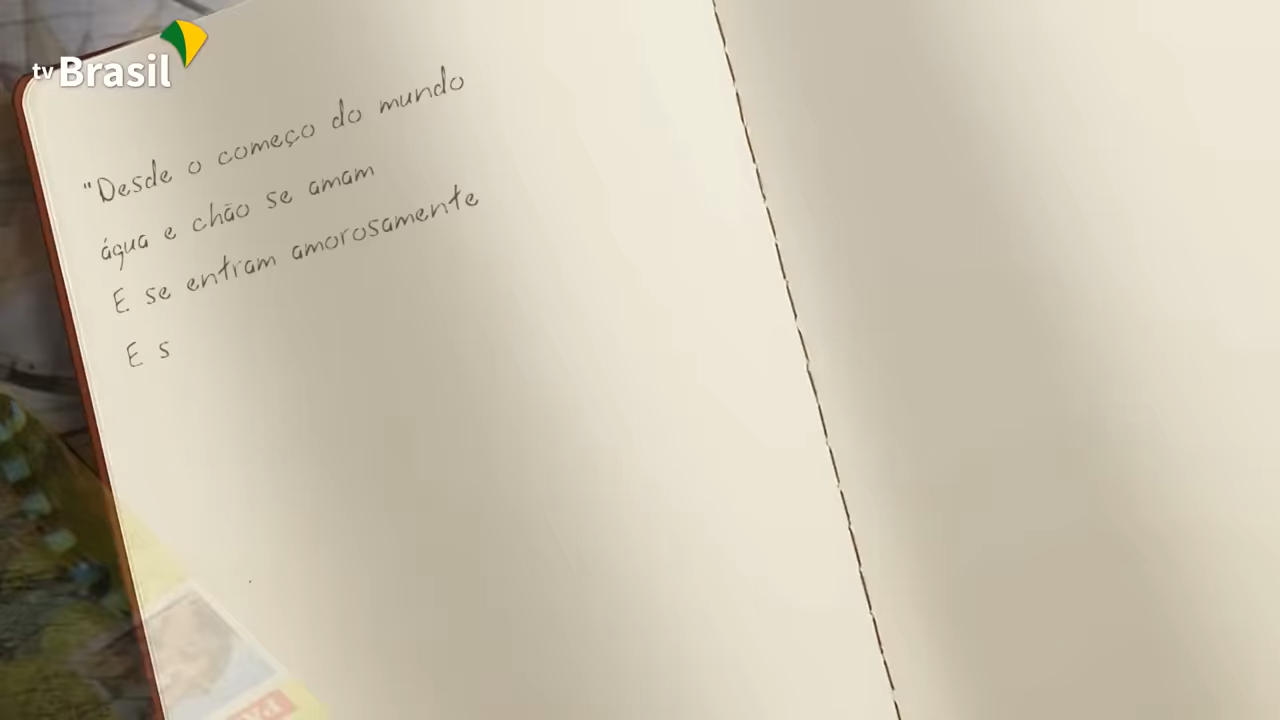 tv Brasil
"Desde o começo do mundo
água e chão se amam
E se entram amorosamente
E s